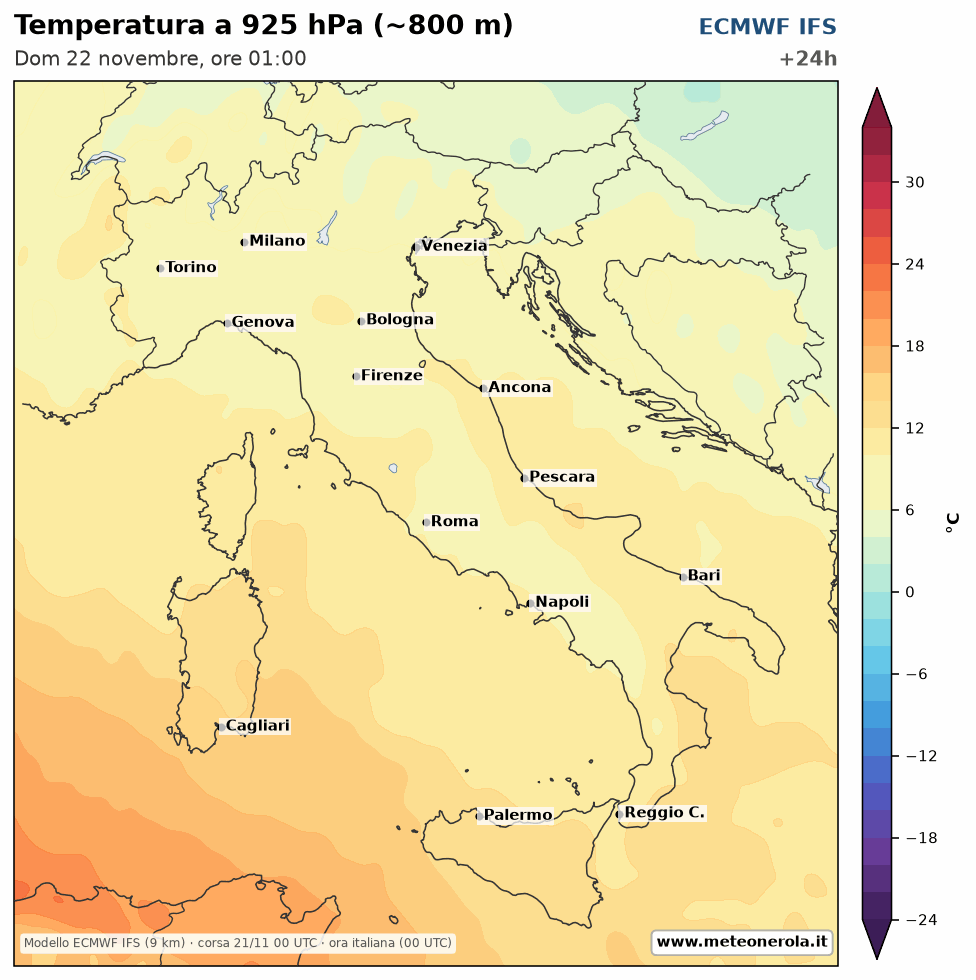 Temperatura a 925 hPa (~800 m)
ECMWF IFS
Dom 22 novembre, ore 01:00
+24h
Milano
Venezia
Torino
Genova
Bologna
Firenze
Ancona
Pescara
Roma
Bari
Napoli
Cagliari
Palermo
Reggio C.
30
24
18
12
6
0
−6
−12
−18
−24
°C
Modello ECMWF IFS (9 km) · corsa 21/11 00 UTC · ora italiana (00 UTC)
www.meteonerola.it